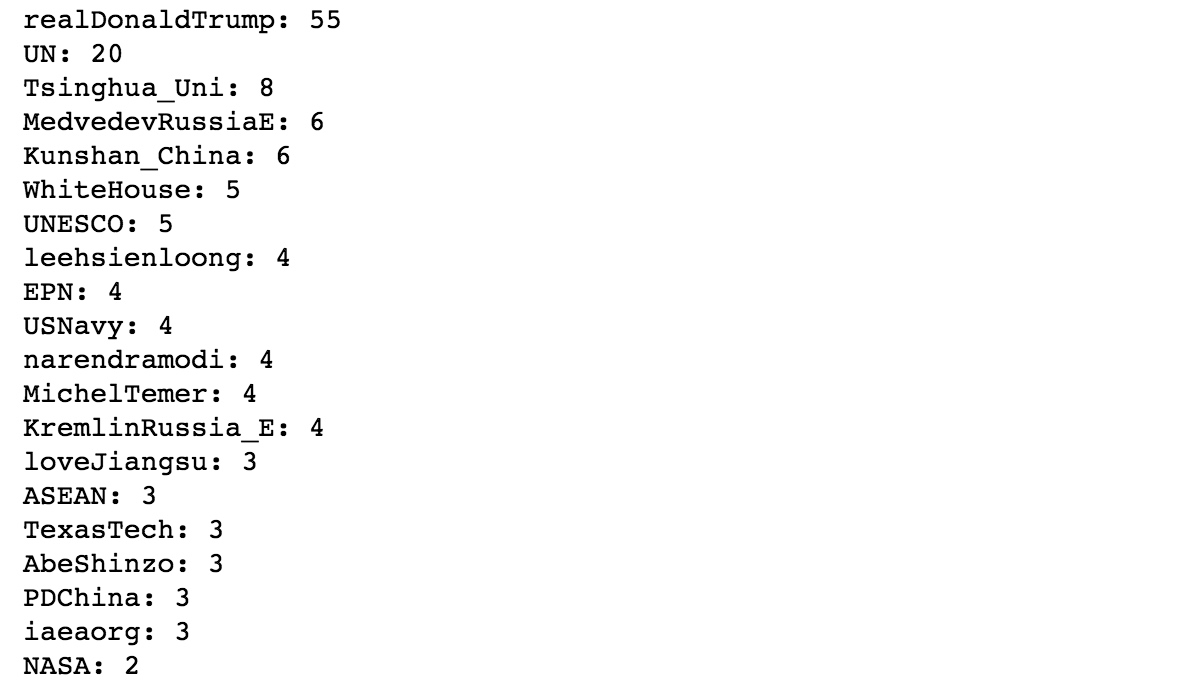 realDonaldTrump: 55
UN: 20
Tsinghua_Uni: 8
MedvedevRussiaE: 6
Kunshan_China: 6
WhiteHouse: 5
UNESCO: 5
leehsienloong: 4
EPN: 4
USNavy: 4
narendramodi: 4
MichelTemer: 4
KremlinRussia_E: 4
loveJiangsu: 3
ASEAN: 3
TexasTech: 3
AbeShinzo: 3
PDChina: 3
iaeaorg: 3
NASA: 2